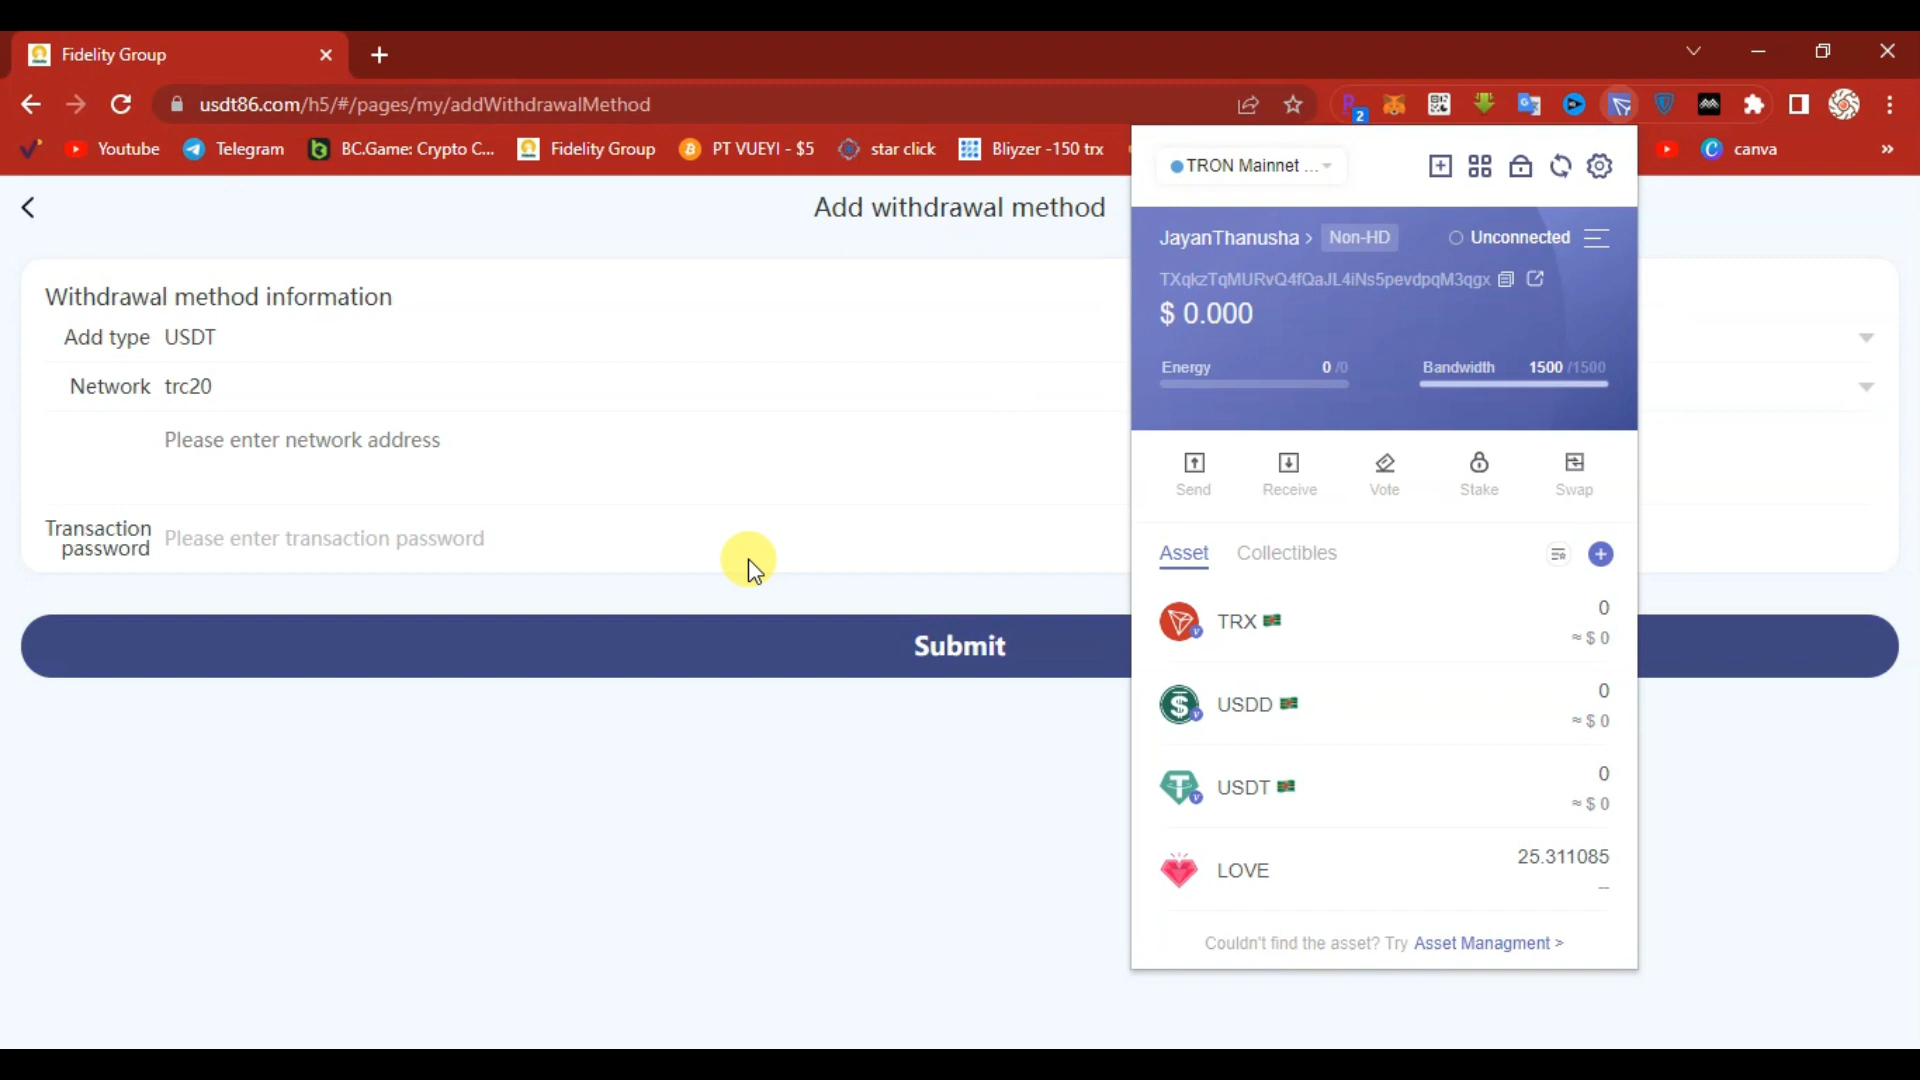 Fidelity Group
usdt86.com/h5/#/pages/my/addWithdrawalMethod
2
Youtube
Telegram
BC.Game: Crypto C...
Fidelity Group
PT VUEYI - $5
star click
Bliyzer -150 trx
canva
»
Add withdrawal method
Withdrawal method information
Add type USDT
Network trc20
Please enter network address
Transaction password Please enter transaction password
Submit
TRON Mainnet ...
JayanThanusha > Non-HD
Unconnected
TXqkzTqMURvQ4fQaJL4iNs5pevdpqM3qgx
$ 0.000
Energy 0 /0
Bandwidth 1500 /1500
Send
Receive
Vote
Stake
Swap
Asset
Collectibles
TRX 0
≈ $ 0
USDD 0
≈ $ 0
USDT 0
≈ $ 0
LOVE 25.311085
--
Couldn't find the asset? Try Asset Managment >